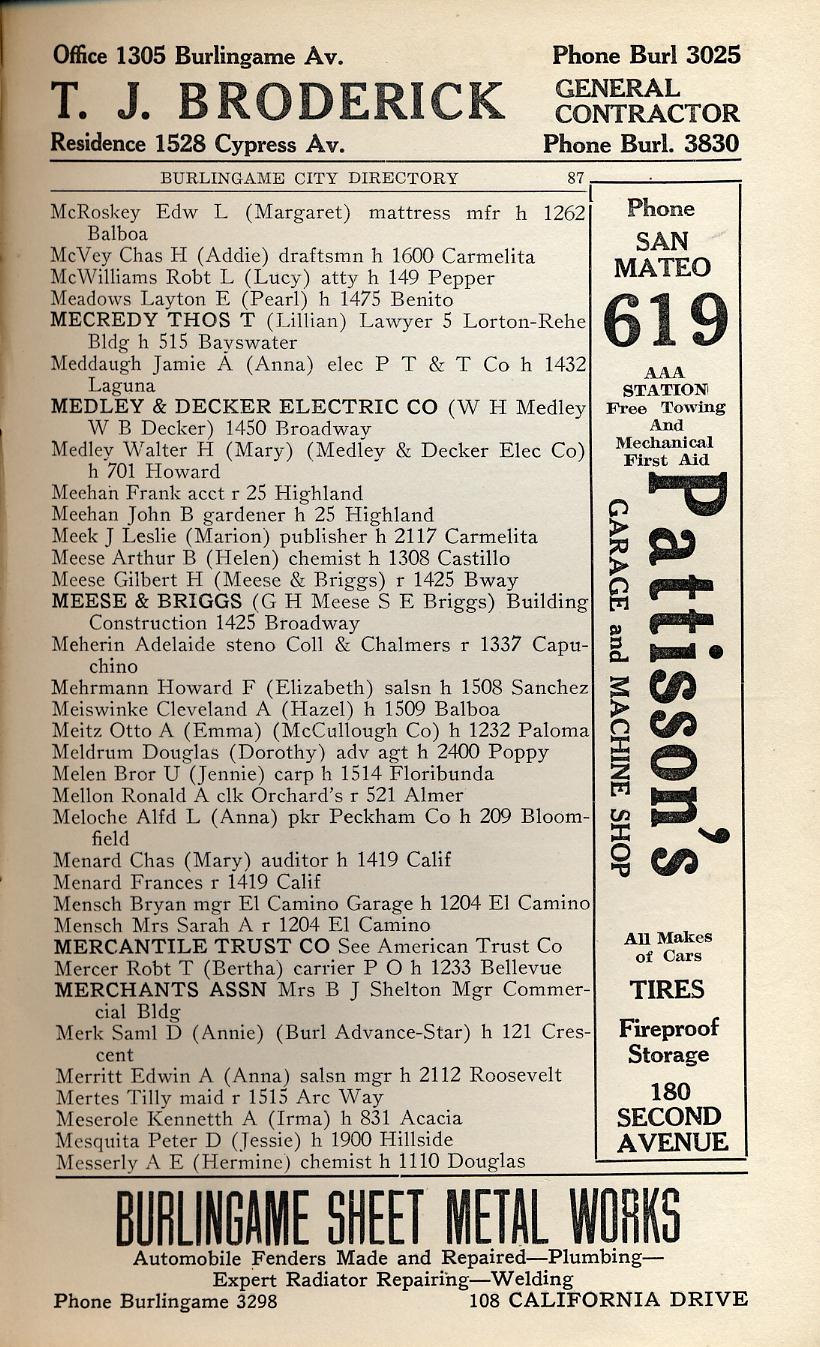 Office 1305 Burlingame Av. Phone Burl 3025
T. J. BRODERICK GENERAL CONTRACTOR
Residence 1528 Cypress Av. Phone Burl. 3830
BURLINGAME CITY DIRECTORY 87
McRoskey Edw L (Margaret) mattress mfr h 1262
Balboa
McVey Chas H (Addie) draftsmn h 1600 Carmelita
McWilliams Robt L (Lucy) atty h 149 Pepper
Meadows Layton E (Pearl) h 1475 Benito
MECREDY THOS T (Lillian) Lawyer 5 Lorton-Rehe
Bldg h 515 Bayswater
Meddaugh Jamie A (Anna) elec P T & T Co h 1432
Laguna
MEDLEY & DECKER ELECTRIC CO (W H Medley
W B Decker) 1450 Broadway
Medley Walter H (Mary) (Medley & Decker Elec Co)
h 701 Howard
Meehan Frank acct r 25 Highland
Meehan John B gardener h 25 Highland
Meek J Leslie (Marion) publisher h 2117 Carmelita
Meese Arthur B (Helen) chemist h 1308 Castillo
Meese Gilbert H (Meese & Briggs) r 1425 Bway
MEESE & BRIGGS (G H Meese S E Briggs) Building
Construction 1425 Broadway
Meherin Adelaide steno Coll & Chalmers r 1337 Capu-
chino
Mehrmann Howard F (Elizabeth) salsn h 1508 Sanchez
Meiswinke Cleveland A (Hazel) h 1509 Balboa
Meitz Otto A (Emma) (McCullough Co) h 1232 Paloma
Meldrum Douglas (Dorothy) adv agt h 2400 Poppy
Melen Bror U (Jennie) carp h 1514 Floribunda
Mellon Ronald A clk Orchard's r 521 Almer
Meloche Alfd L (Anna) pkr Peckham Co h 209 Bloom-
field
Menard Chas (Mary) auditor h 1419 Calif
Menard Frances r 1419 Calif
Mensch Bryan mgr El Camino Garage h 1204 El Camino
Mensch Mrs Sarah A r 1204 El Camino
MERCANTILE TRUST CO See American Trust Co
Mercer Robt T (Bertha) carrier P O h 1233 Bellevue
MERCHANTS ASSN Mrs B J Shelton Mgr Commer-
cial Bldg
Merk Saml D (Annie) (Burl Advance-Star) h 121 Cres-
cent
Merritt Edwin A (Anna) salsn mgr h 2112 Roosevelt
Mertes Tilly maid r 1515 Arc Way
Meserole Kennetth A (Irma) h 831 Acacia
Mesquita Peter D (Jessie) h 1900 Hillside
Messerly A E (Hermine) chemist h 1110 Douglas
Phone
SAN
MATEO
619
AAA
STATION
Free Towing
And
Mechanical
First Aid
Pattisson's
GARAGE and MACHINE SHOP
All Makes
of Cars
TIRES
Fireproof
Storage
180
SECOND
AVENUE
BURLINGAME SHEET METAL WORKS
Automobile Fenders Made and Repaired—Plumbing—
Expert Radiator Repairing—Welding
Phone Burlingame 3298 108 CALIFORNIA DRIVE